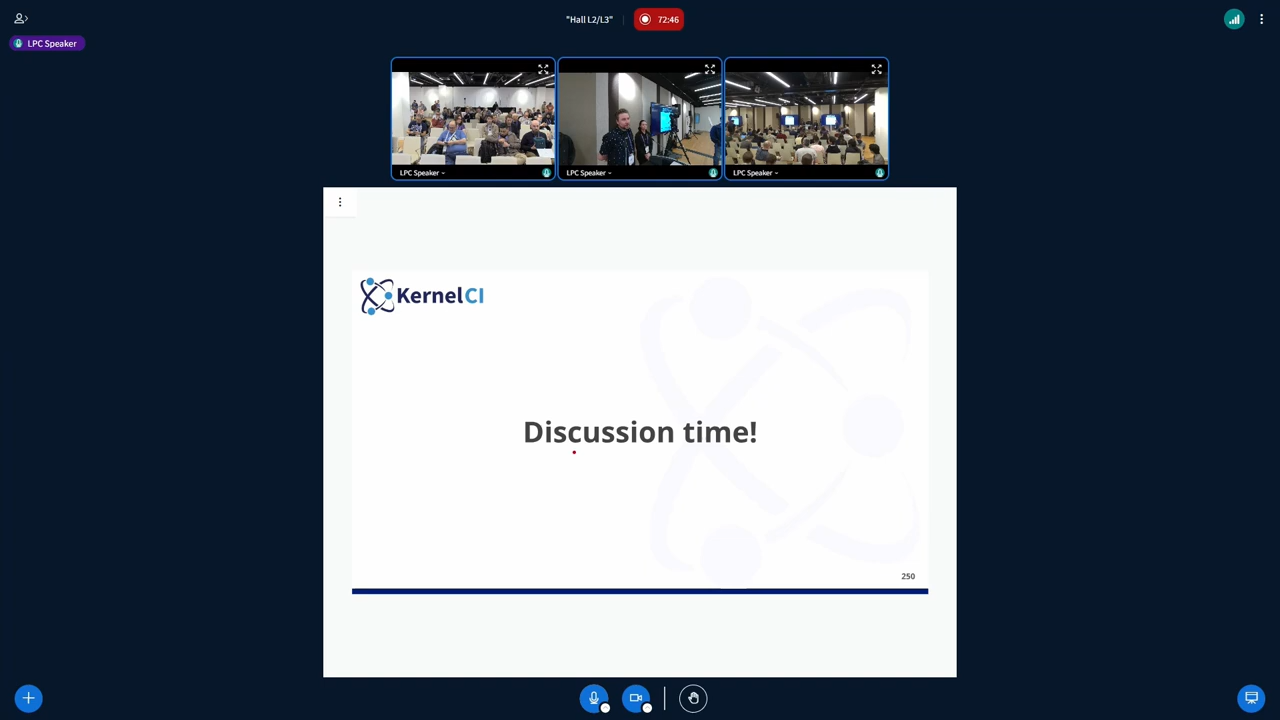 "Hall L2/L3"
72:46
LPC Speaker
LPC Speaker
LPC Speaker
LPC Speaker
KernelCI
Discussion time!
250